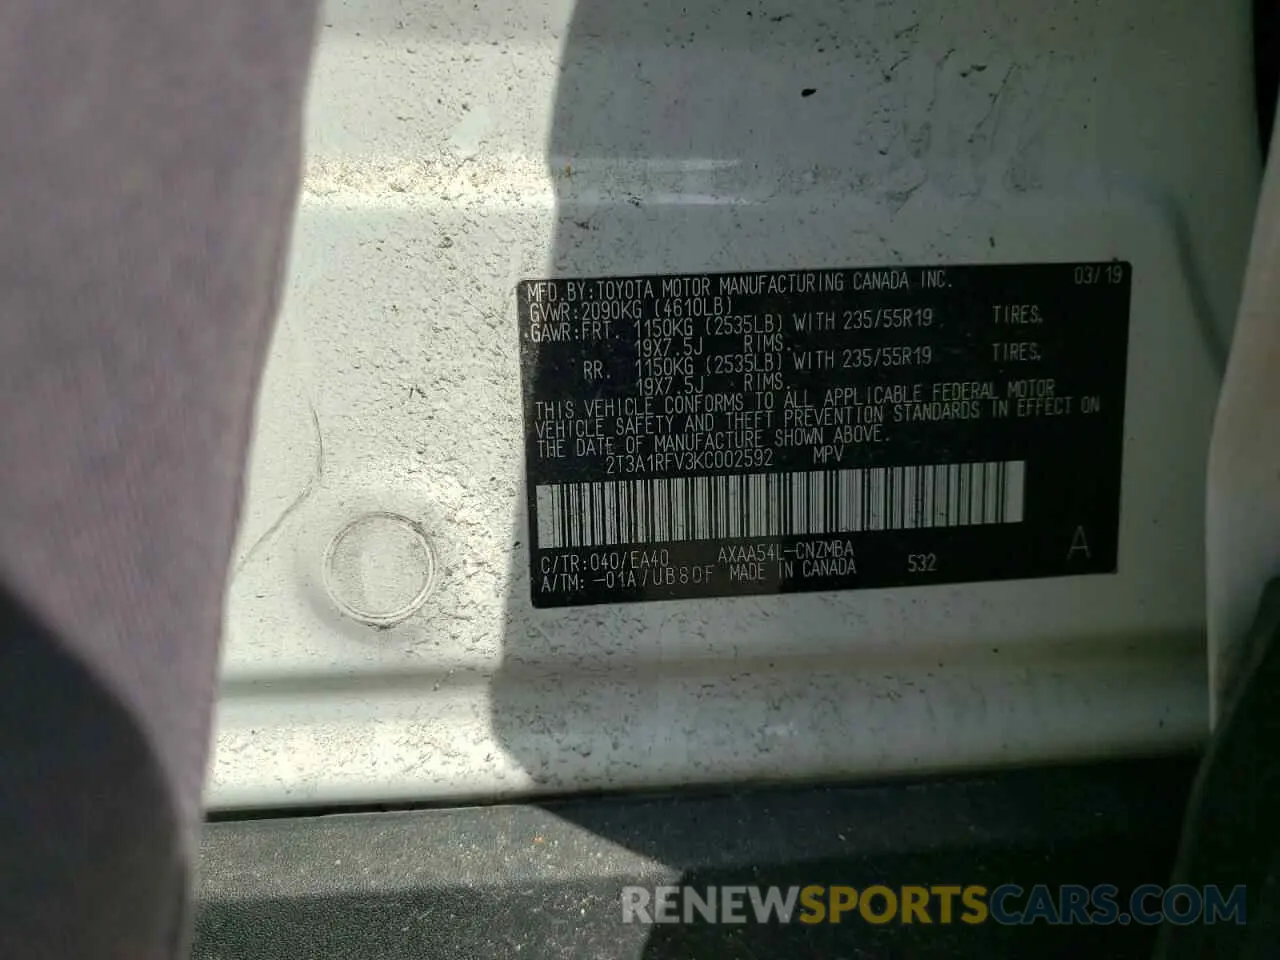 MFD.BY:TOYOTA MOTOR MANUFACTURING CANADA INC. 03/19
GVWR:2090KG (4610LB)
GAWR:FRT. 1150KG (2535LB) WITH 235/55R19 TIRES.
19X7.5J RIMS.
RR. 1150KG (2535LB) WITH 235/55R19 TIRES.
19X7.5J RIMS.
THIS VEHICLE CONFORMS TO ALL APPLICABLE FEDERAL MOTOR
VEHICLE SAFETY AND THEFT PREVENTION STANDARDS IN EFFECT ON
THE DATE OF MANUFACTURE SHOWN ABOVE.
2T3A1RFV3KC002592 MPV
C/TR:040/EA40 AXAA54L-CNZMBA
A/TM:-01A/UB80F MADE IN CANADA 532
A
RENEWSPORTSCARS.COM